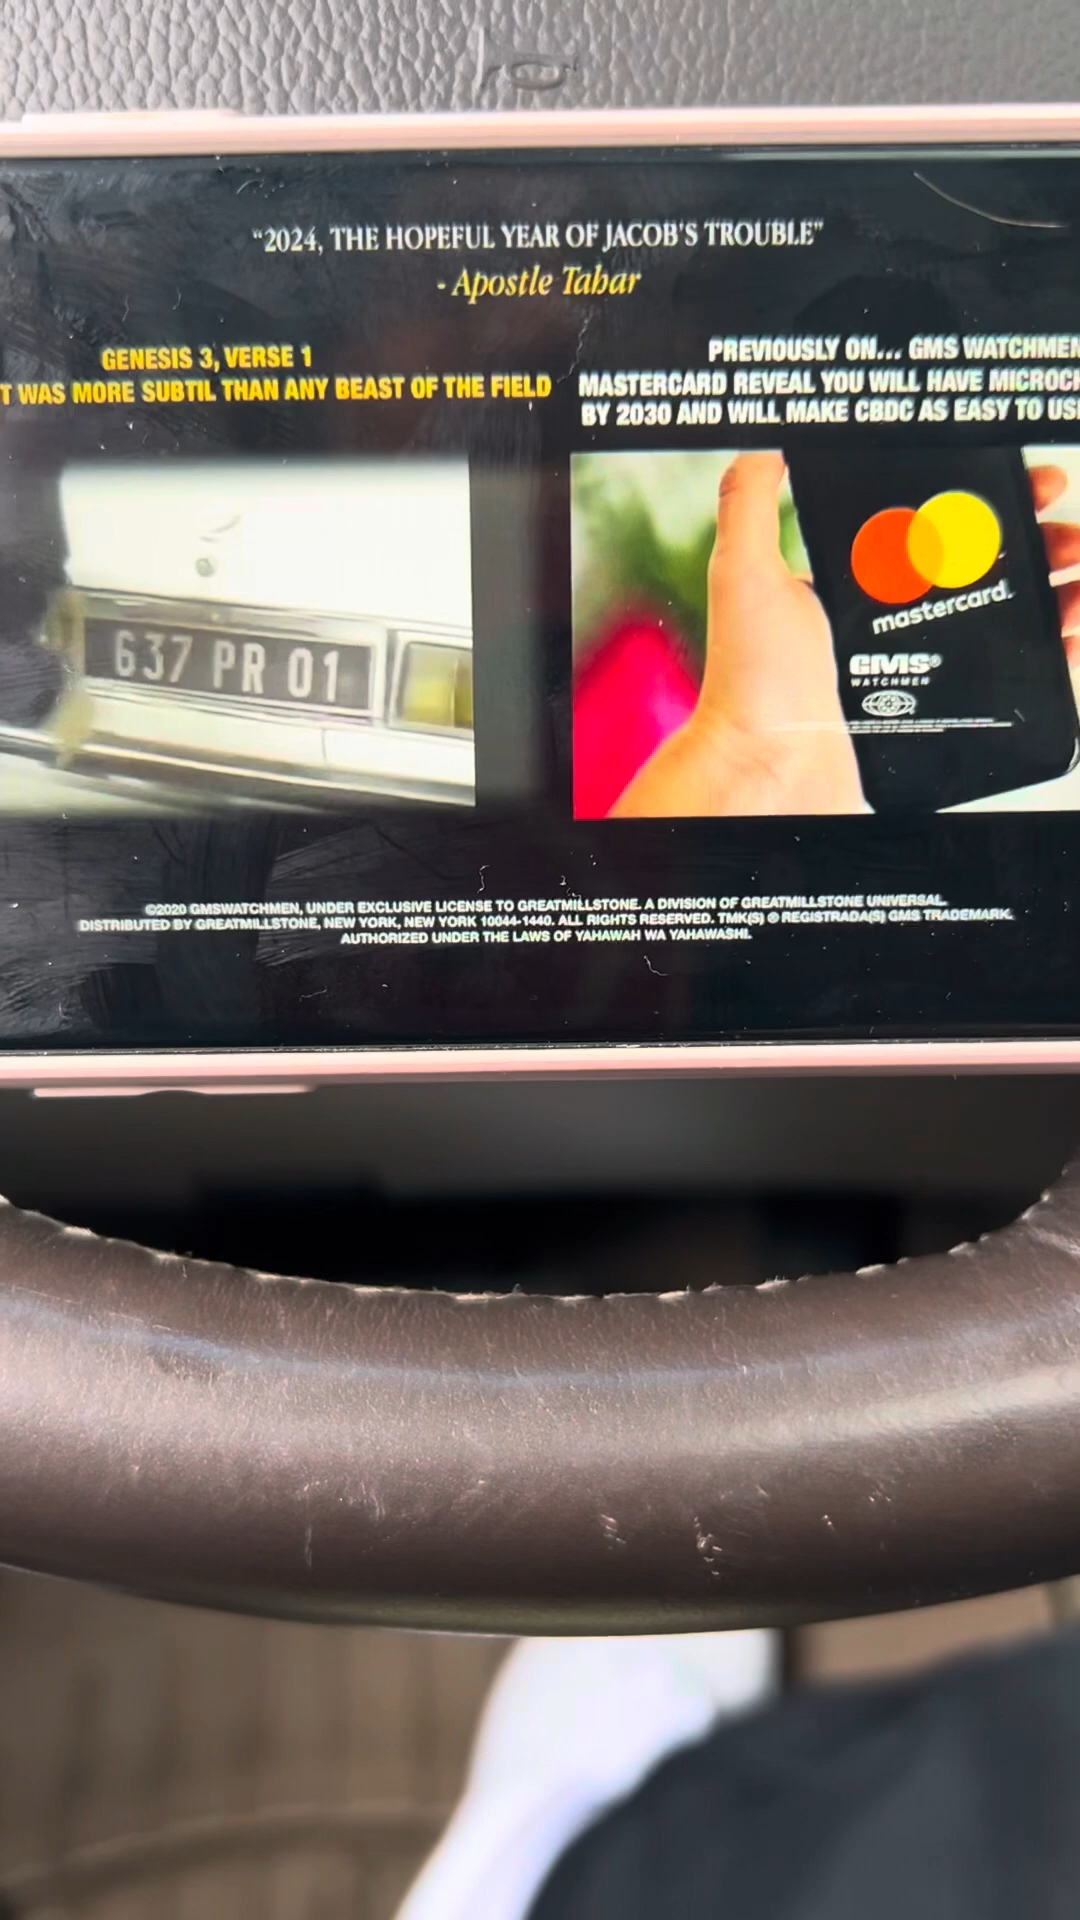 "2024, THE HOPEFUL YEAR OF JACOB'S TROUBLE"
- Apostle Tahar
GENESIS 3, VERSE 1
T WAS MORE SUBTIL THAN ANY BEAST OF THE FIELD
637 PR 01
PREVIOUSLY ON... GMS WATCHMEN
MASTERCARD REVEAL YOU WILL HAVE MICROCH
BY 2030 AND WILL MAKE CBDC AS EASY TO US
mastercard.
GMS®
WATCHMEN
©2020 GMSWATCHMEN, UNDER EXCLUSIVE LICENSE TO GREATMILLSTONE. A DIVISION OF GREATMILLSTONE UNIVERSAL.
DISTRIBUTED BY GREATMILLSTONE, NEW YORK, NEW YORK 10044-1440. ALL RIGHTS RESERVED. TMK(S) ® REGISTRADA(S) GMS TRADEMARK.
AUTHORIZED UNDER THE LAWS OF YAHAWAH WA YAHAWASHI.